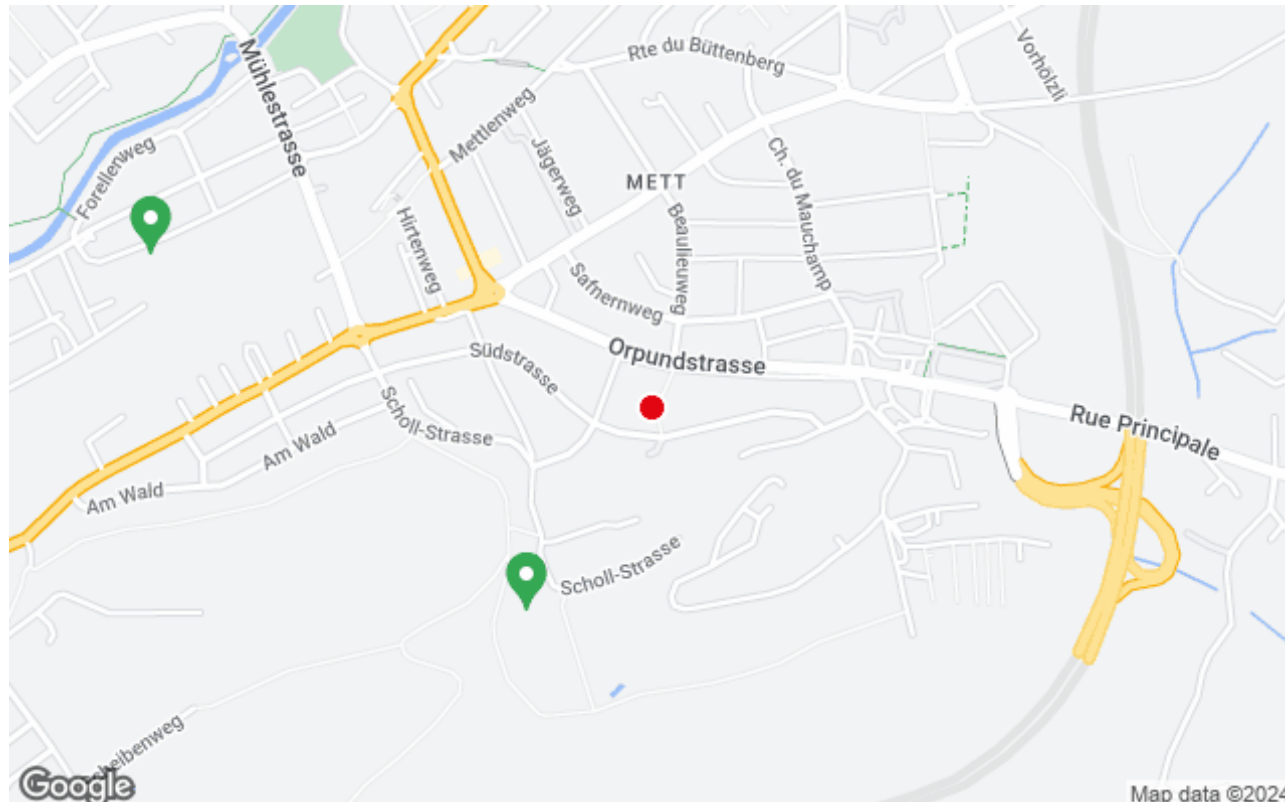 Rte du Büttenberg
Vorhölzli
Mühlestrasse
Mettlenweg
Jägerweg
Forellenweg
METT
Ch. du Mauchamp
Hirtenweg
Beaulieuweg
Safnernweg
Südstrasse
Orpundstrasse
Scholl-Strasse
Rue Principale
Am Wald
Am Wald
Scholl-Strasse
cheibenweg
Google
Map data ©2024